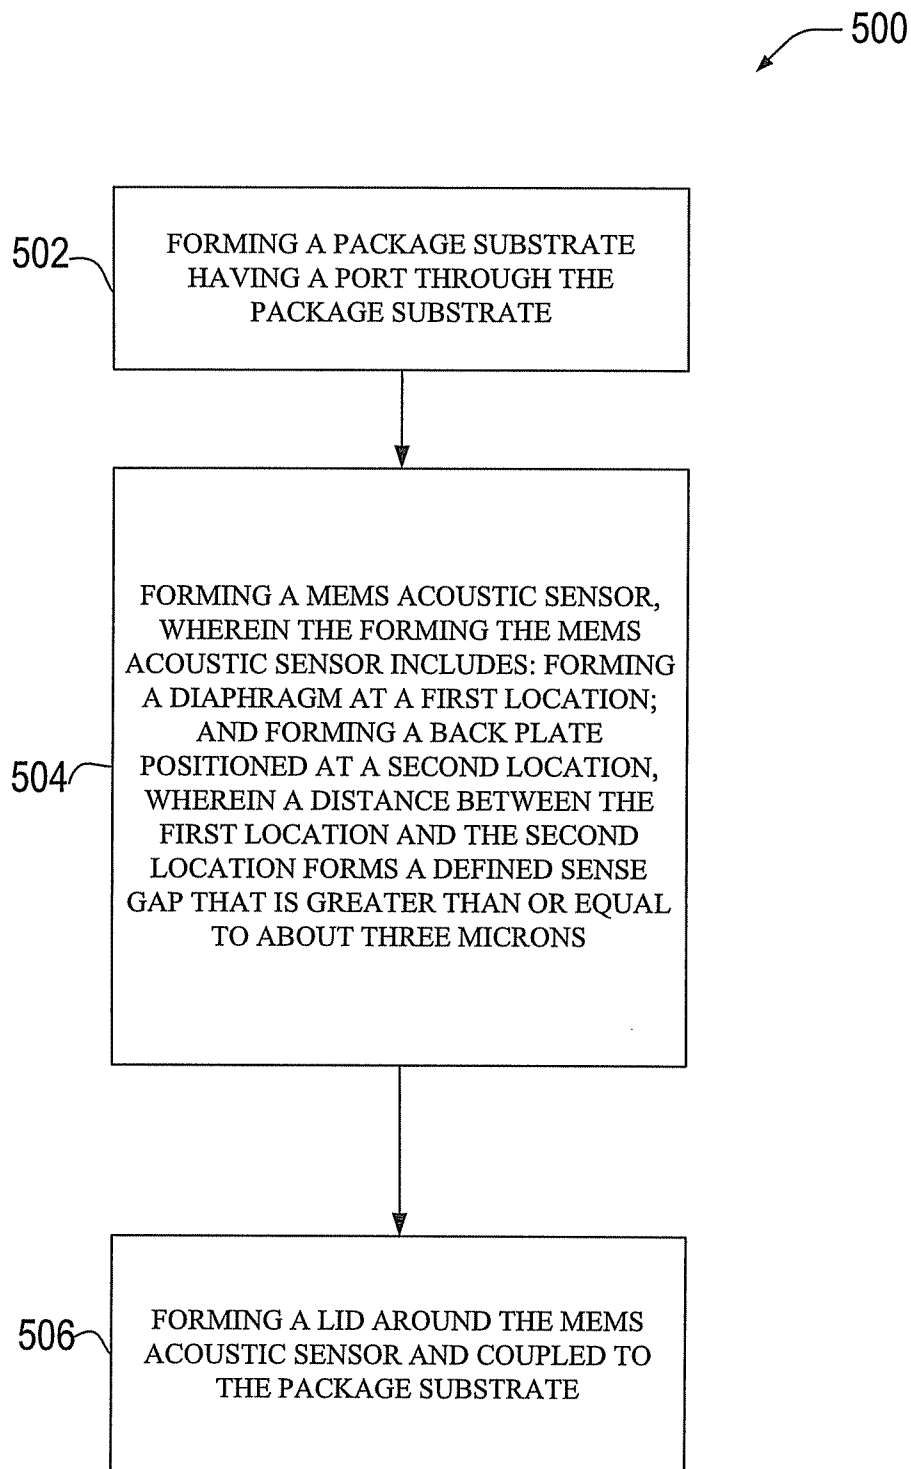 500
502
FORMING A PACKAGE SUBSTRATE
HAVING A PORT THROUGH THE
PACKAGE SUBSTRATE
504
FORMING A MEMS ACOUSTIC SENSOR,
WHEREIN THE FORMING THE MEMS
ACOUSTIC SENSOR INCLUDES: FORMING
A DIAPHRAGM AT A FIRST LOCATION;
AND FORMING A BACK PLATE
POSITIONED AT A SECOND LOCATION,
WHEREIN A DISTANCE BETWEEN THE
FIRST LOCATION AND THE SECOND
LOCATION FORMS A DEFINED SENSE
GAP THAT IS GREATER THAN OR EQUAL
TO ABOUT THREE MICRONS
506
FORMING A LID AROUND THE MEMS
ACOUSTIC SENSOR AND COUPLED TO
THE PACKAGE SUBSTRATE